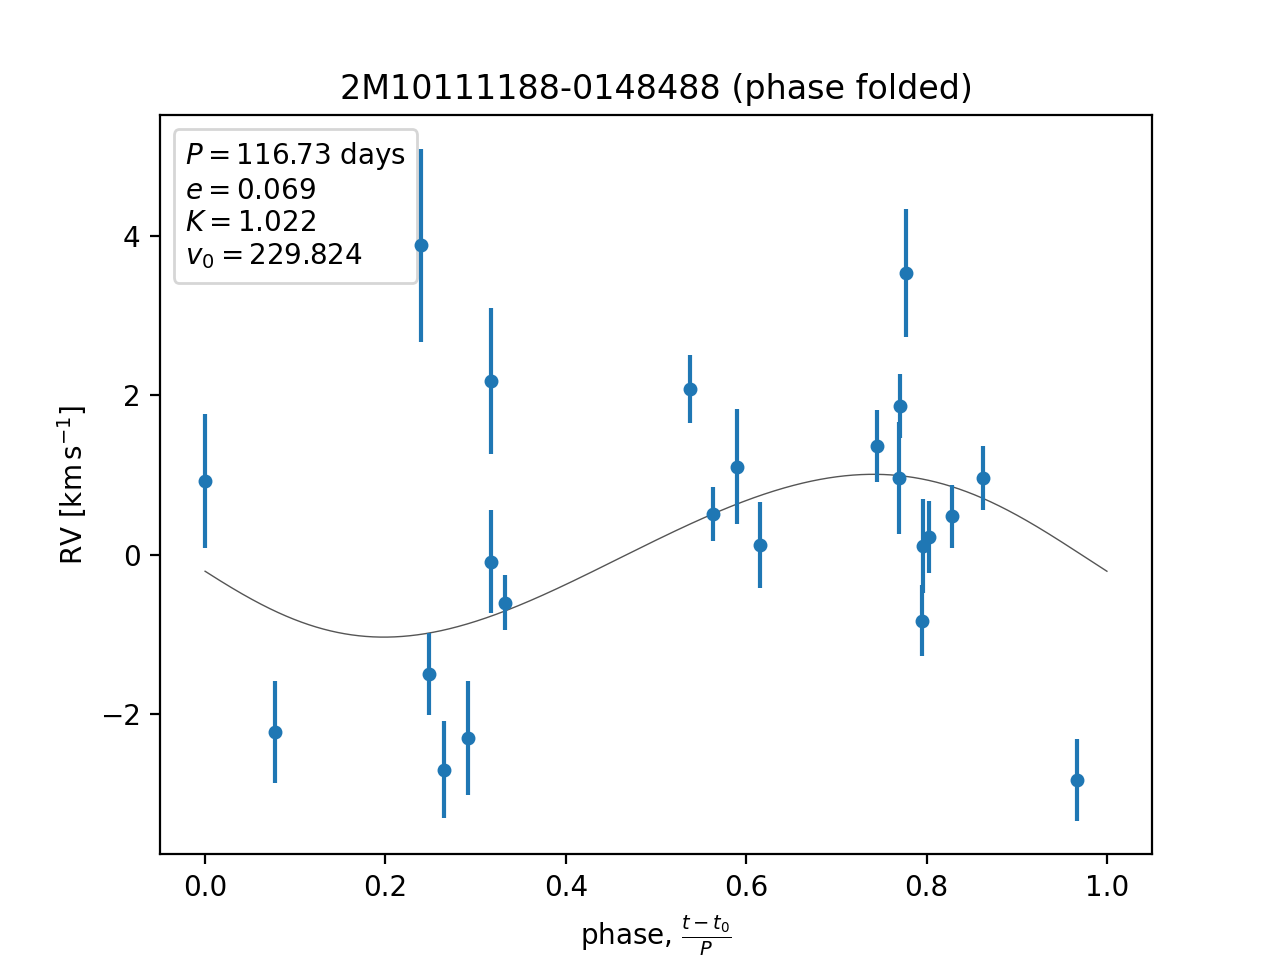 2M10111188-0148488 (phase folded)
P = 116.73 days
e = 0.069
K = 1.022
v₀ = 229.824
4
2
0
−2
RV [km s⁻¹]
0.0 0.2 0.4 0.6 0.8 1.0
phase, (t − t₀)/P